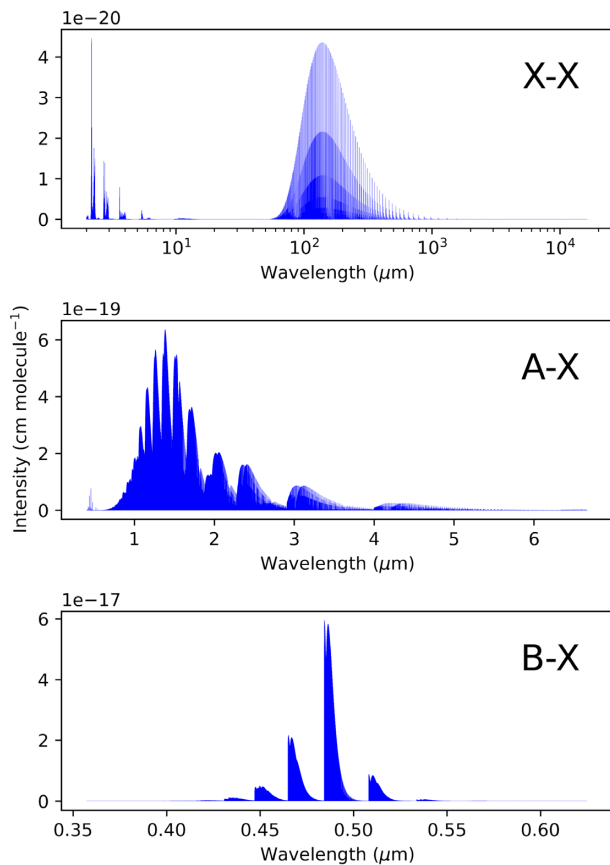 1e−20
X-X
4
3
2
1
0
10¹ 10² 10³ 10⁴
Wavelength (μm)
1e−19
A-X
6
4
2
0
1 2 3 4 5 6
Wavelength (μm)
Intensity (cm molecule⁻¹)
1e−17
B-X
6
4
2
0
0.35 0.40 0.45 0.50 0.55 0.60
Wavelength (μm)